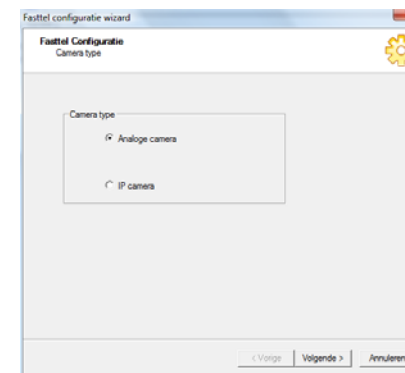 Fasttel configuratie wizard
Fasttel Configuratie
Camera type
Camera type
Analoge camera
IP camera
< Vorige
Volgende >
Annuleren